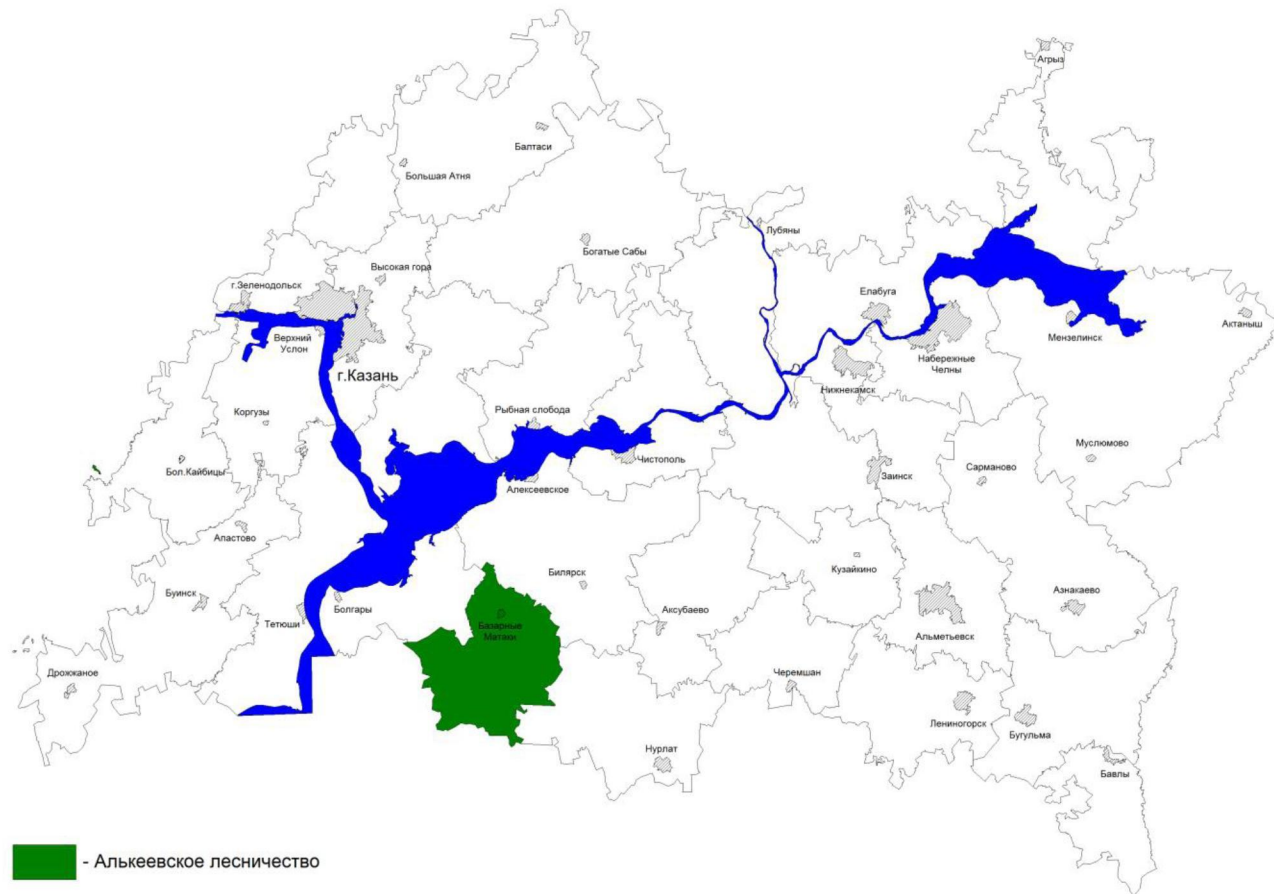 Агрыз
Балтаси
Большая Атня
Лубяны
Богатые Сабы
Высокая гора
г.Зеленодольск
Елабуга
Актаныш
Верхний
Услон
Мензелинск
Набережные
Челны
г.Казань
Нижнекамск
Коргузы
Рыбная слобода
Муслюмово
Чистополь
Бол.Кайбицы
Сарманово
Заинск
Алексеевское
Апастово
Кузайкино
Билярск
Буинск
Азнакаево
Болгары
Аксубаево
Тетюши
Базарные
Матаки
Альметьевск
Дрожжаное
Черемшан
Лениногорск
Бугульма
Нурлат
Бавлы
- Алькеевское лесничество